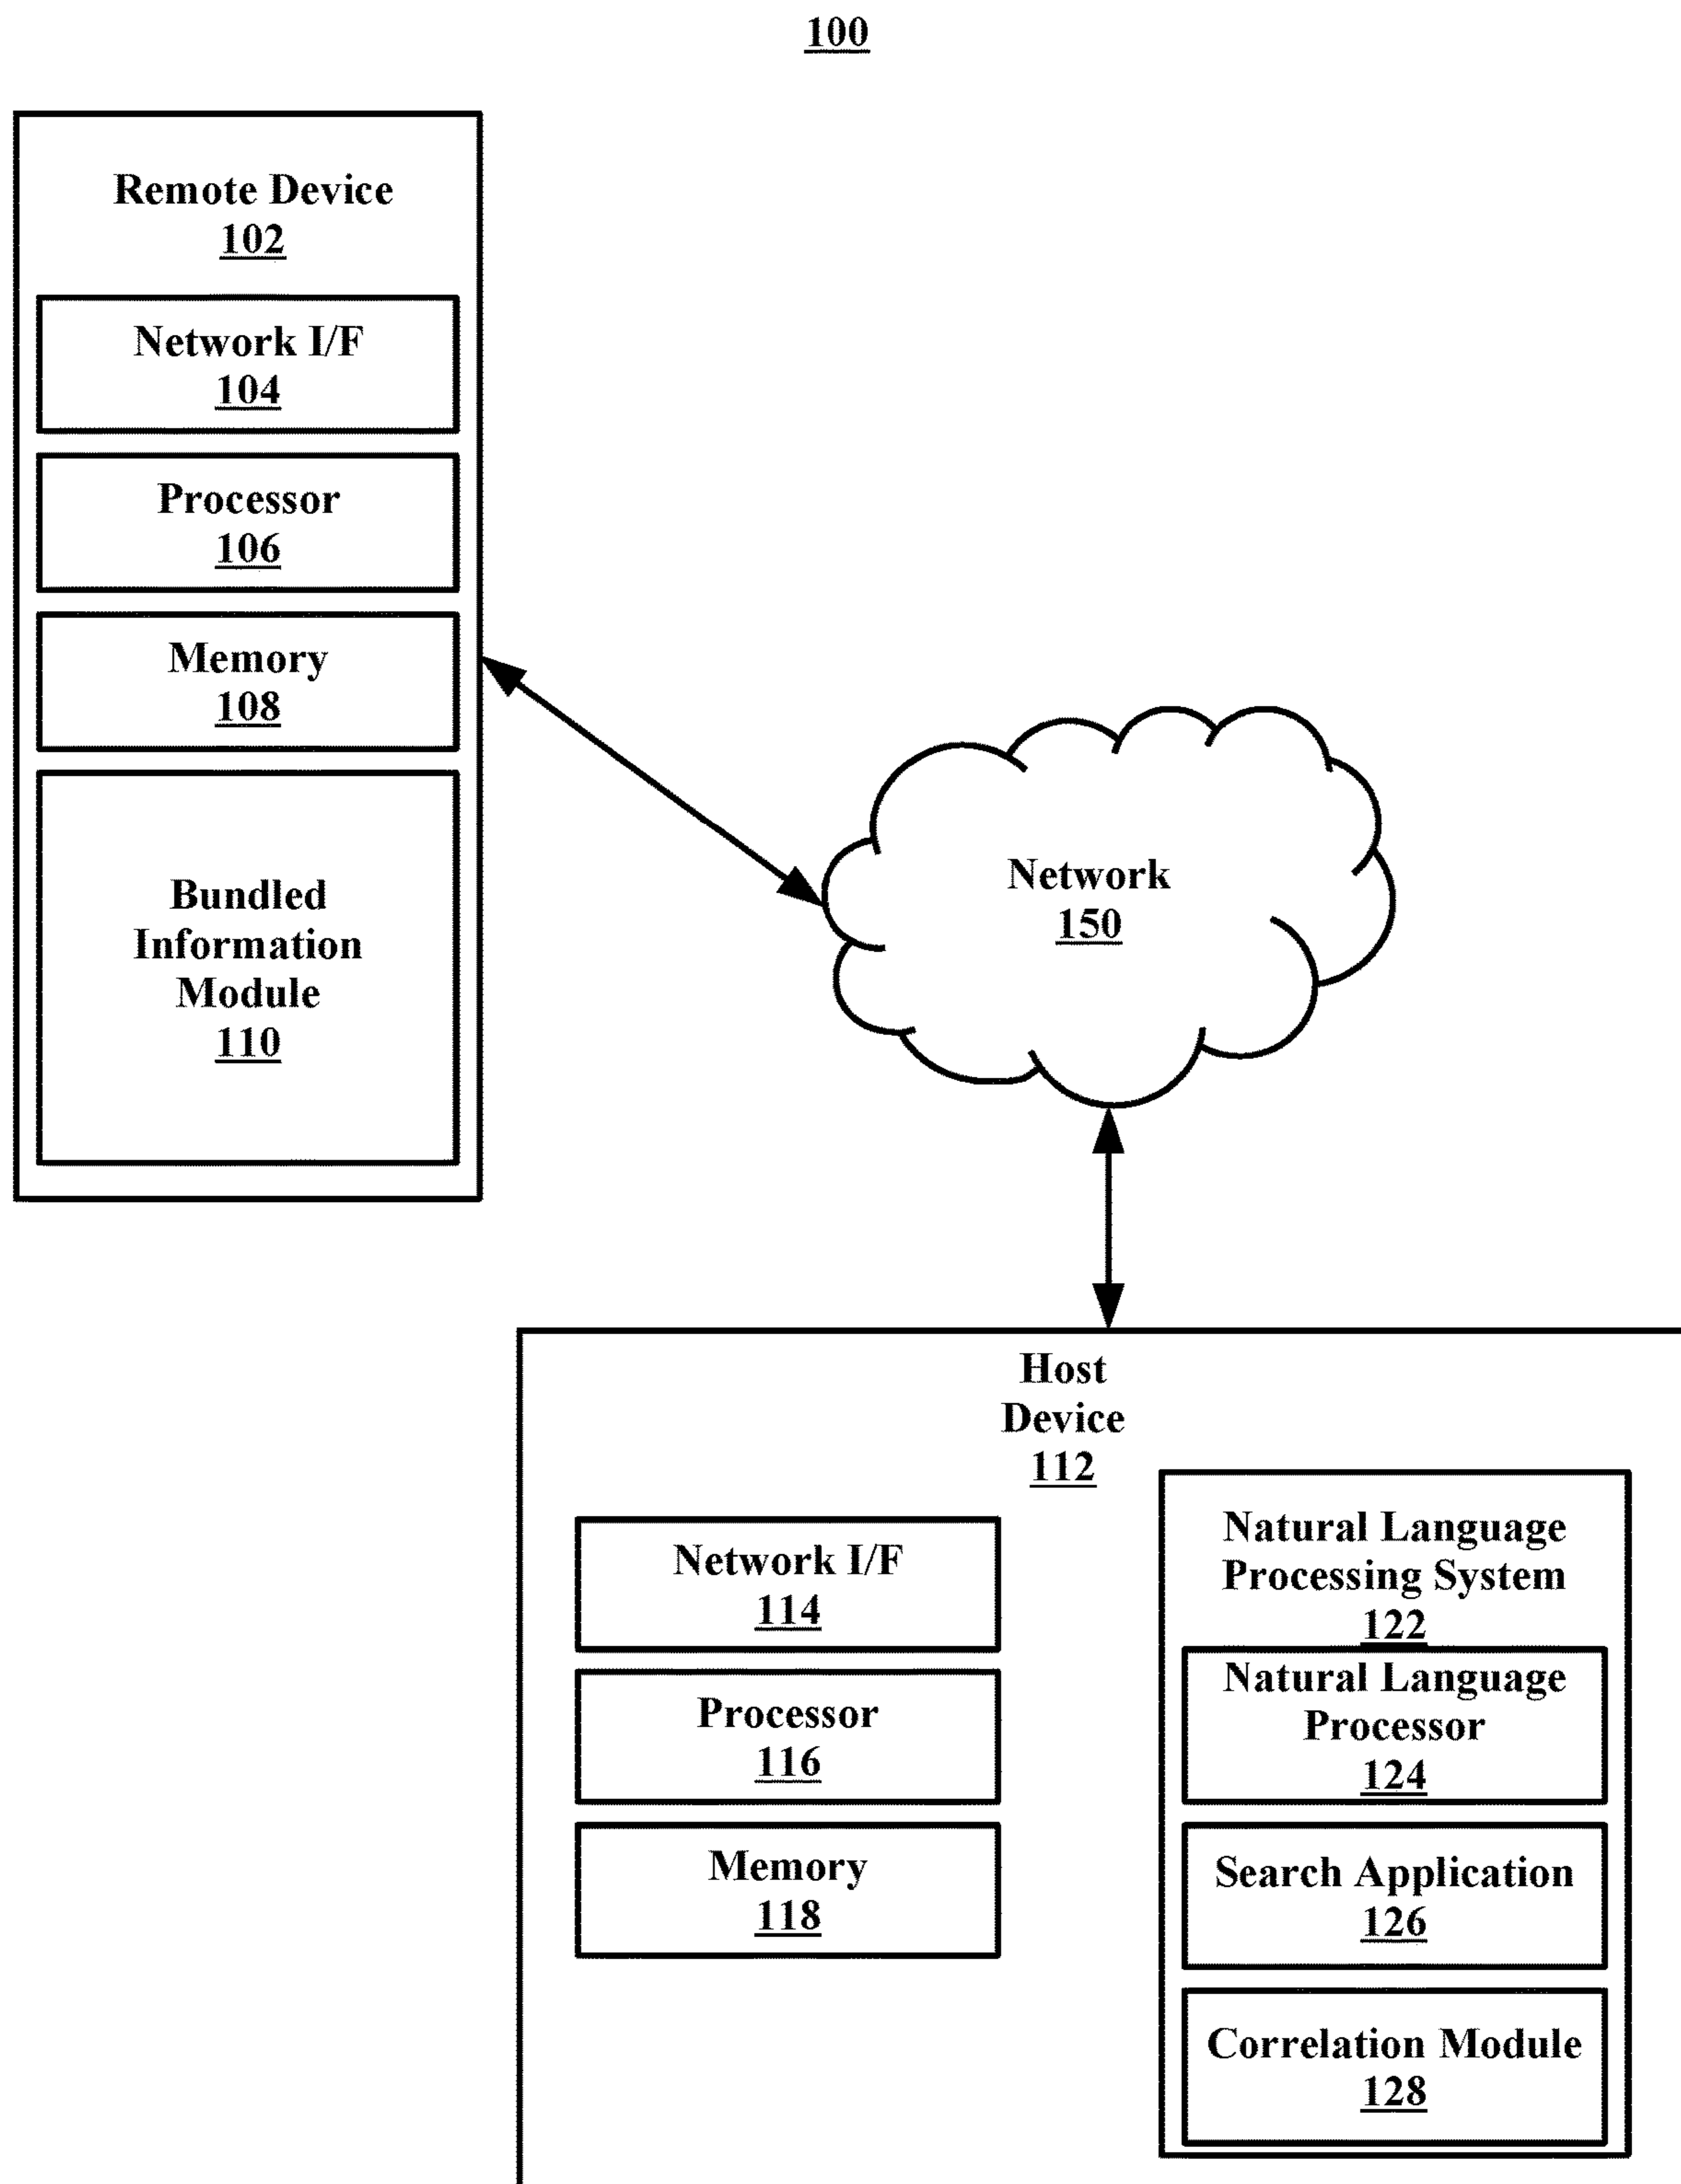 100
Remote Device
102
Network I/F
104
Processor
106
Memory
108
Bundled
Information
Module
110
Network
150
Host
Device
112
Network I/F
114
Processor
116
Memory
118
Natural Language
Processing System
122
Natural Language
Processor
124
Search Application
126
Correlation Module
128